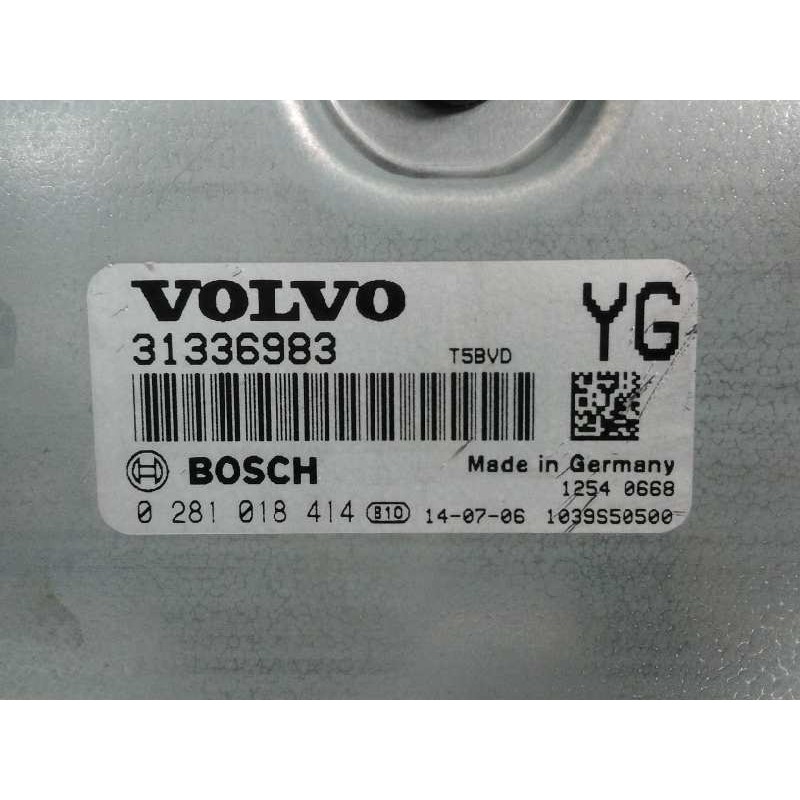 VOLVO
YG
31336983 T5BVD
BOSCH Made in Germany
1254 0668
0 281 018 414 B10 14-07-06 1039S50500